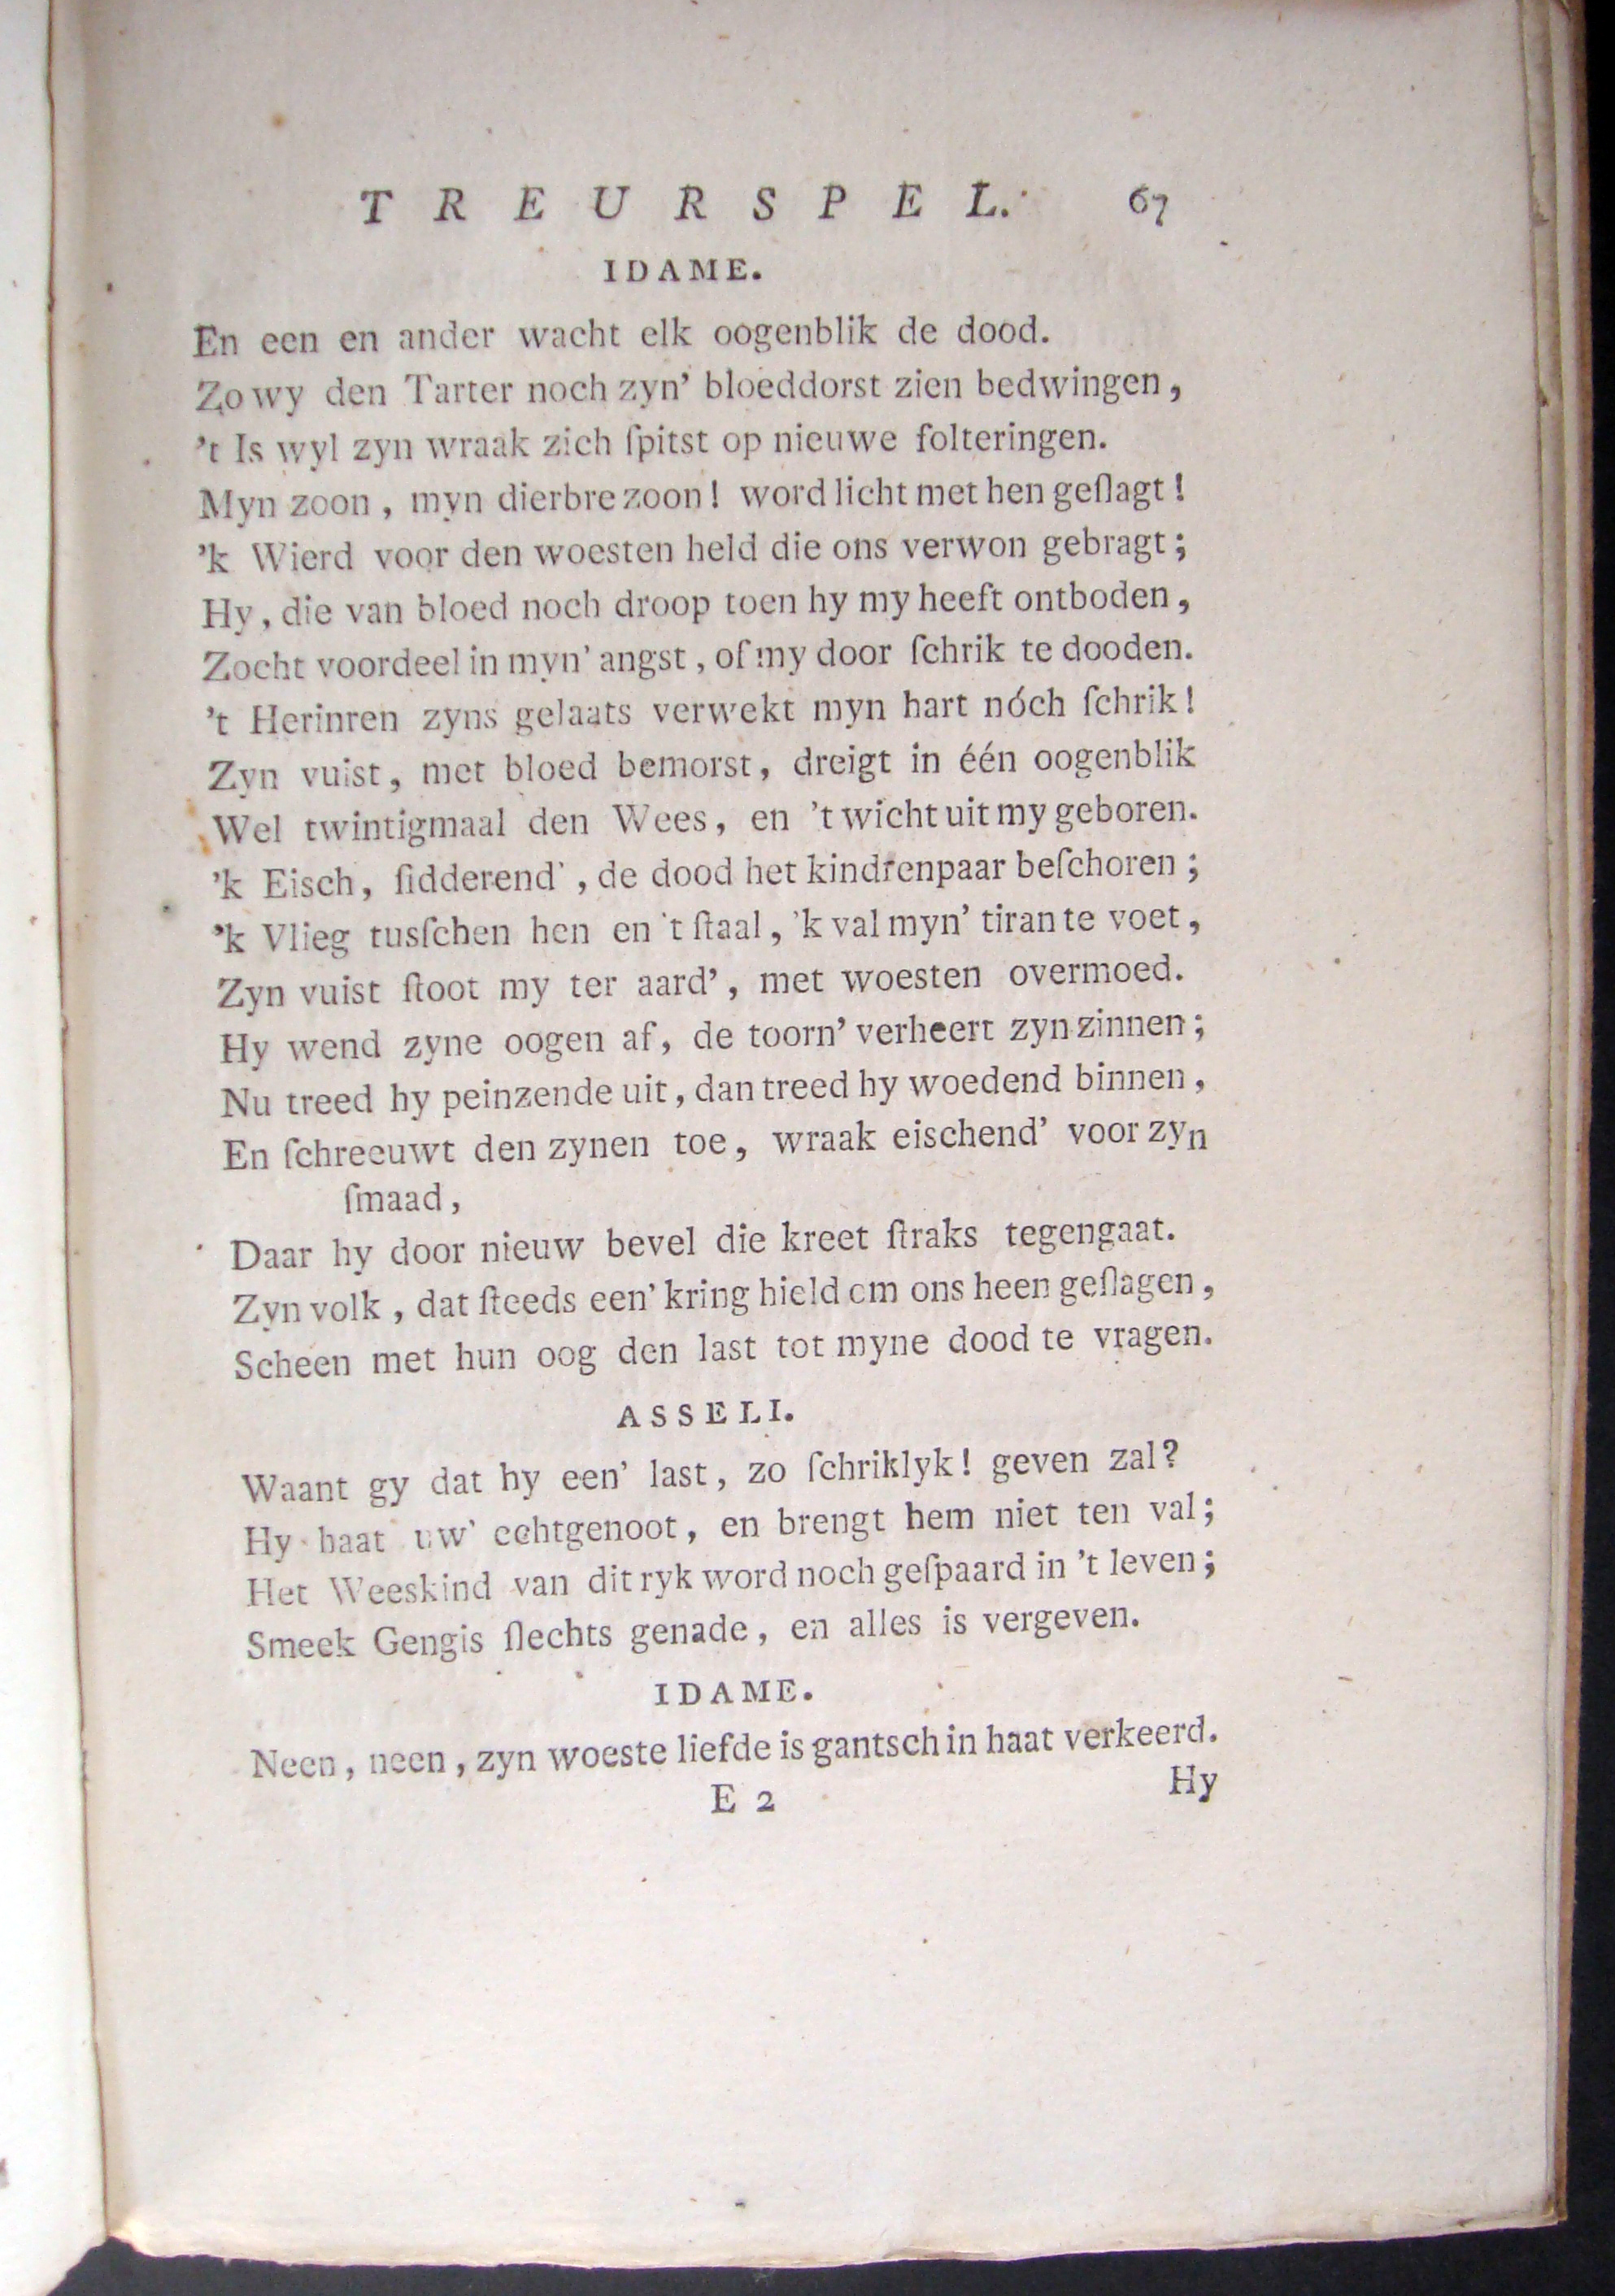 TREURSPEL. 67
IDAME.
En een en ander wacht elk oogenblik de dood.
Zo wy den Tarter noch zyn’ bloeddorst zien bedwingen,
’t Is wyl zyn wraak zich ſpitst op nieuwe folteringen.
Myn zoon, myn dierbre zoon! word licht met hen geſlagt!
’k Wierd voor den woesten held die ons verwon gebragt;
Hy, die van bloed noch droop toen hy my heeft ontboden,
Zocht voordeel in myn’ angst, of my door ſchrik te dooden.
’t Herinren zyns gelaats verwekt myn hart nóch ſchrik!
Zyn vuist, met bloed bemorst, dreigt in één oogenblik
Wel twintigmaal den Wees, en ’t wicht uit my geboren.
’k Eisch, ſidderend’, de dood het kindrenpaar beſchoren;
’k Vlieg tusſchen hen en ’t ſtaal, ’k val myn’ tiran te voet,
Zyn vuist ſtoot my ter aard’, met woesten overmoed.
Hy wend zyne oogen af, de toorn’ verheert zyn zinnen;
Nu treed hy peinzende uit, dan treed hy woedend binnen,
En ſchreeuwt den zynen toe, wraak eischend’ voor zyn
ſmaad,
Daar hy door nieuw bevel die kreet ſtraks tegengaat.
Zyn volk, dat ſteeds een’ kring hield om ons heen geſlagen,
Scheen met hun oog den last tot myne dood te vragen.
ASSELI.
Waant gy dat hy een’ last, zo ſchriklyk! geven zal?
Hy haat uw’ echtgenoot, en brengt hem niet ten val;
Het Weeskind van dit ryk word noch geſpaard in ’t leven;
Smeek Gengis ſlechts genade, en alles is vergeven.
IDAME.
Neen, neen, zyn woeste liefde is gantsch in haat verkeerd.
E 2 Hy